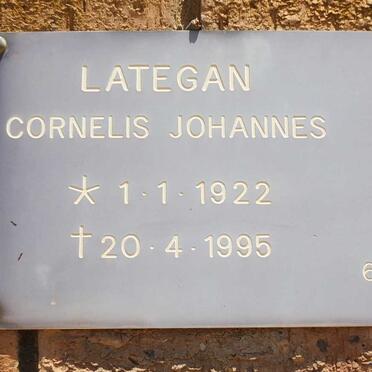 LATEGAN
CORNELIS JOHANNES
* 1·1·1922
†20·4·1995